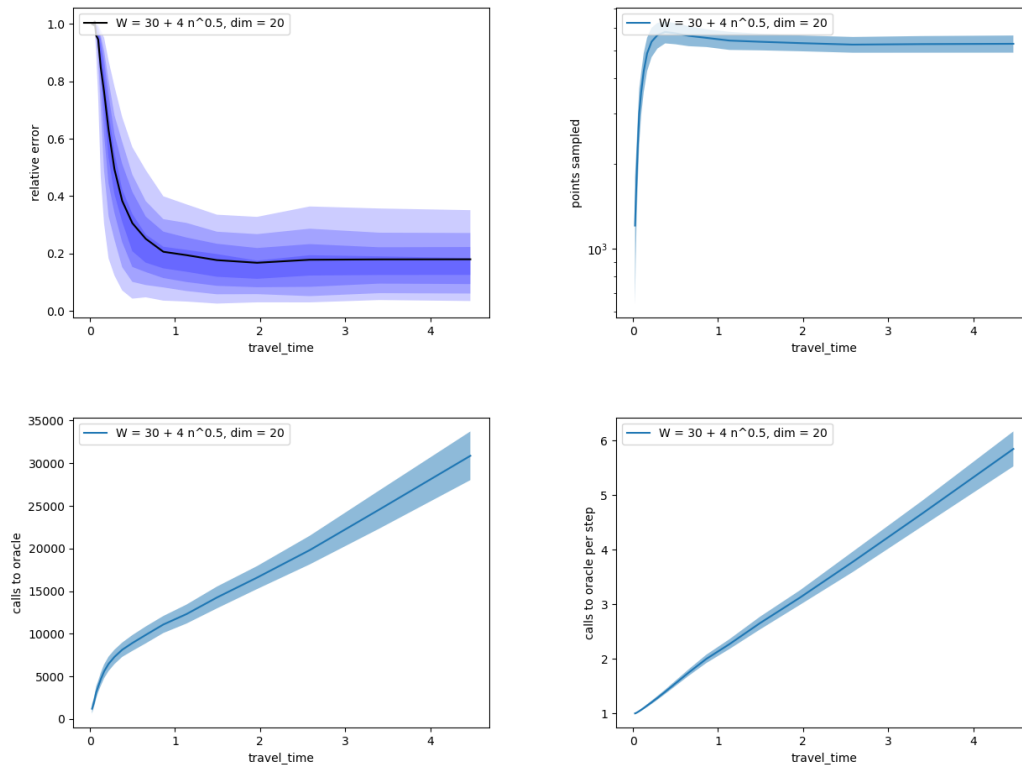 W = 30 + 4 n^0.5, dim = 20
1.0
0.8
0.6
0.4
0.2
0.0
relative error
0 1 2 3 4
travel_time
W = 30 + 4 n^0.5, dim = 20
10^3
points sampled
0 1 2 3 4
travel_time
W = 30 + 4 n^0.5, dim = 20
35000
30000
25000
20000
15000
10000
5000
0
calls to oracle
0 1 2 3 4
travel_time
W = 30 + 4 n^0.5, dim = 20
6
5
4
3
2
1
calls to oracle per step
0 1 2 3 4
travel_time